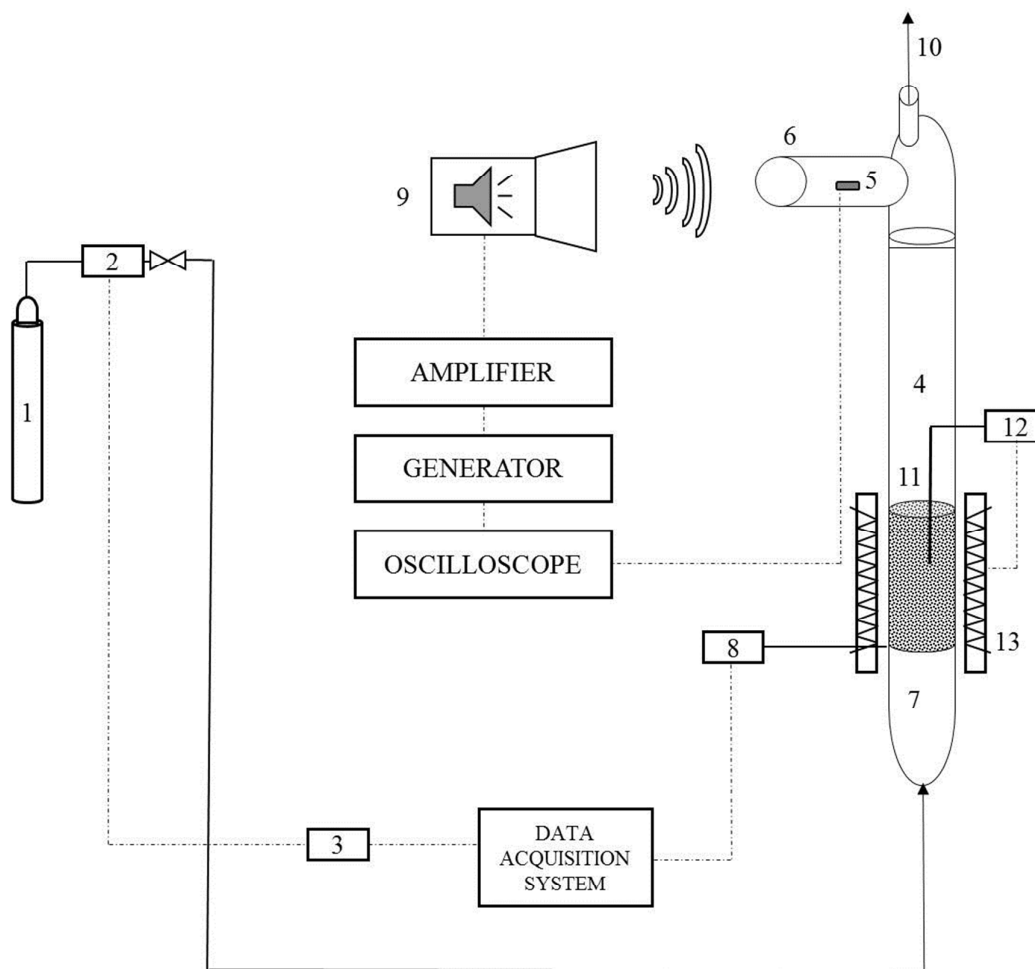 10
6
5
9
2
AMPLIFIER
4
1
12
GENERATOR
11
OSCILLOSCOPE
8
13
7
3
DATA
ACQUISITION
SYSTEM